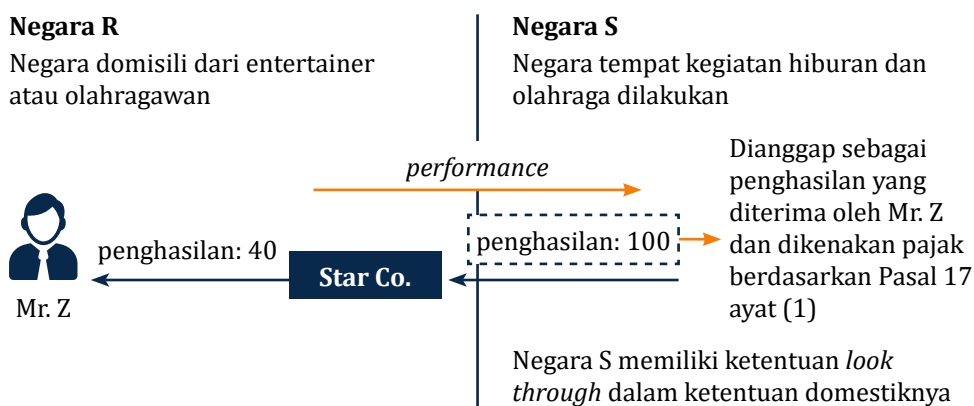 Negara R
Negara domisili dari entertainer
atau olahragawan
Negara S
Negara tempat kegiatan hiburan dan
olahraga dilakukan
performance
Dianggap sebagai
penghasilan yang
diterima oleh Mr. Z
dan dikenakan pajak
berdasarkan Pasal 17
ayat (1)
penghasilan: 100
penghasilan: 40
Star Co.
Mr. Z
Negara S memiliki ketentuan look
through dalam ketentuan domestiknya